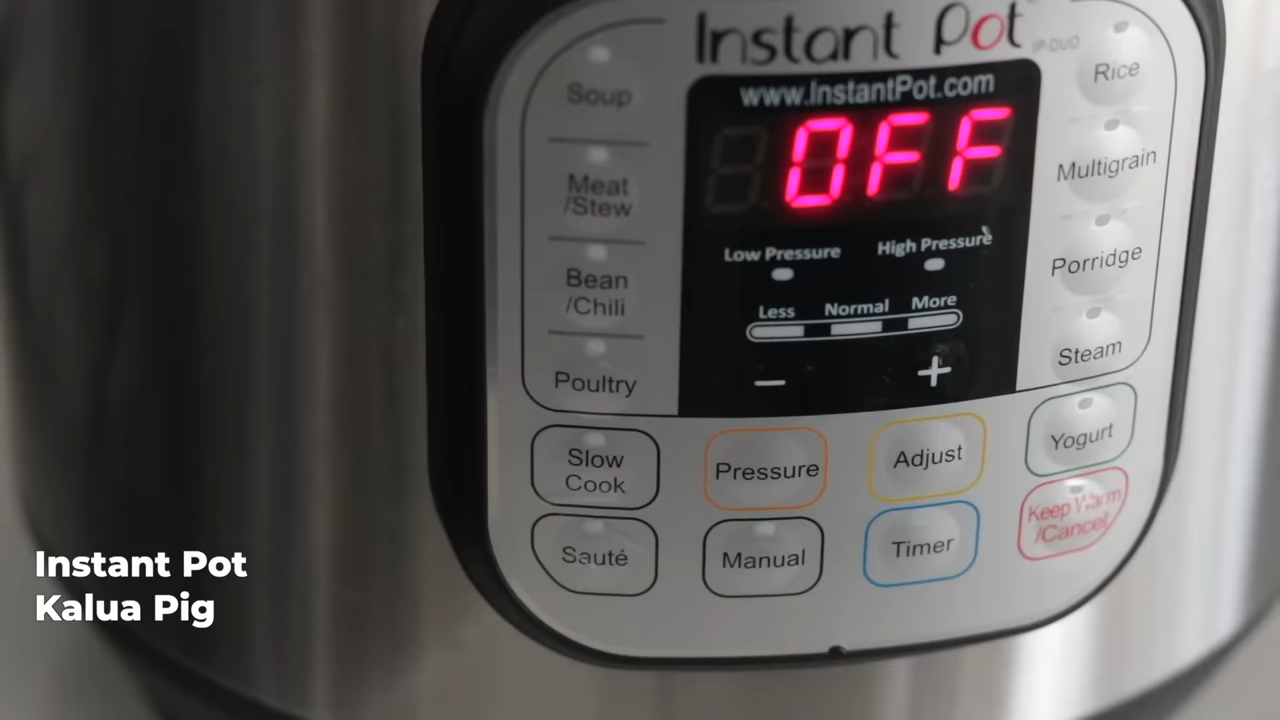 Instant Pot
IP-DUO
www.InstantPot.com
OFF
Low Pressure
High Pressure
Less
Normal
More
−
+
Soup
Meat
/Stew
Bean
/Chili
Poultry
Rice
Multigrain
Porridge
Steam
Slow
Cook
Pressure
Adjust
Yogurt
Sauté
Manual
Timer
Keep Warm
/Cancel
Instant Pot
Kalua Pig